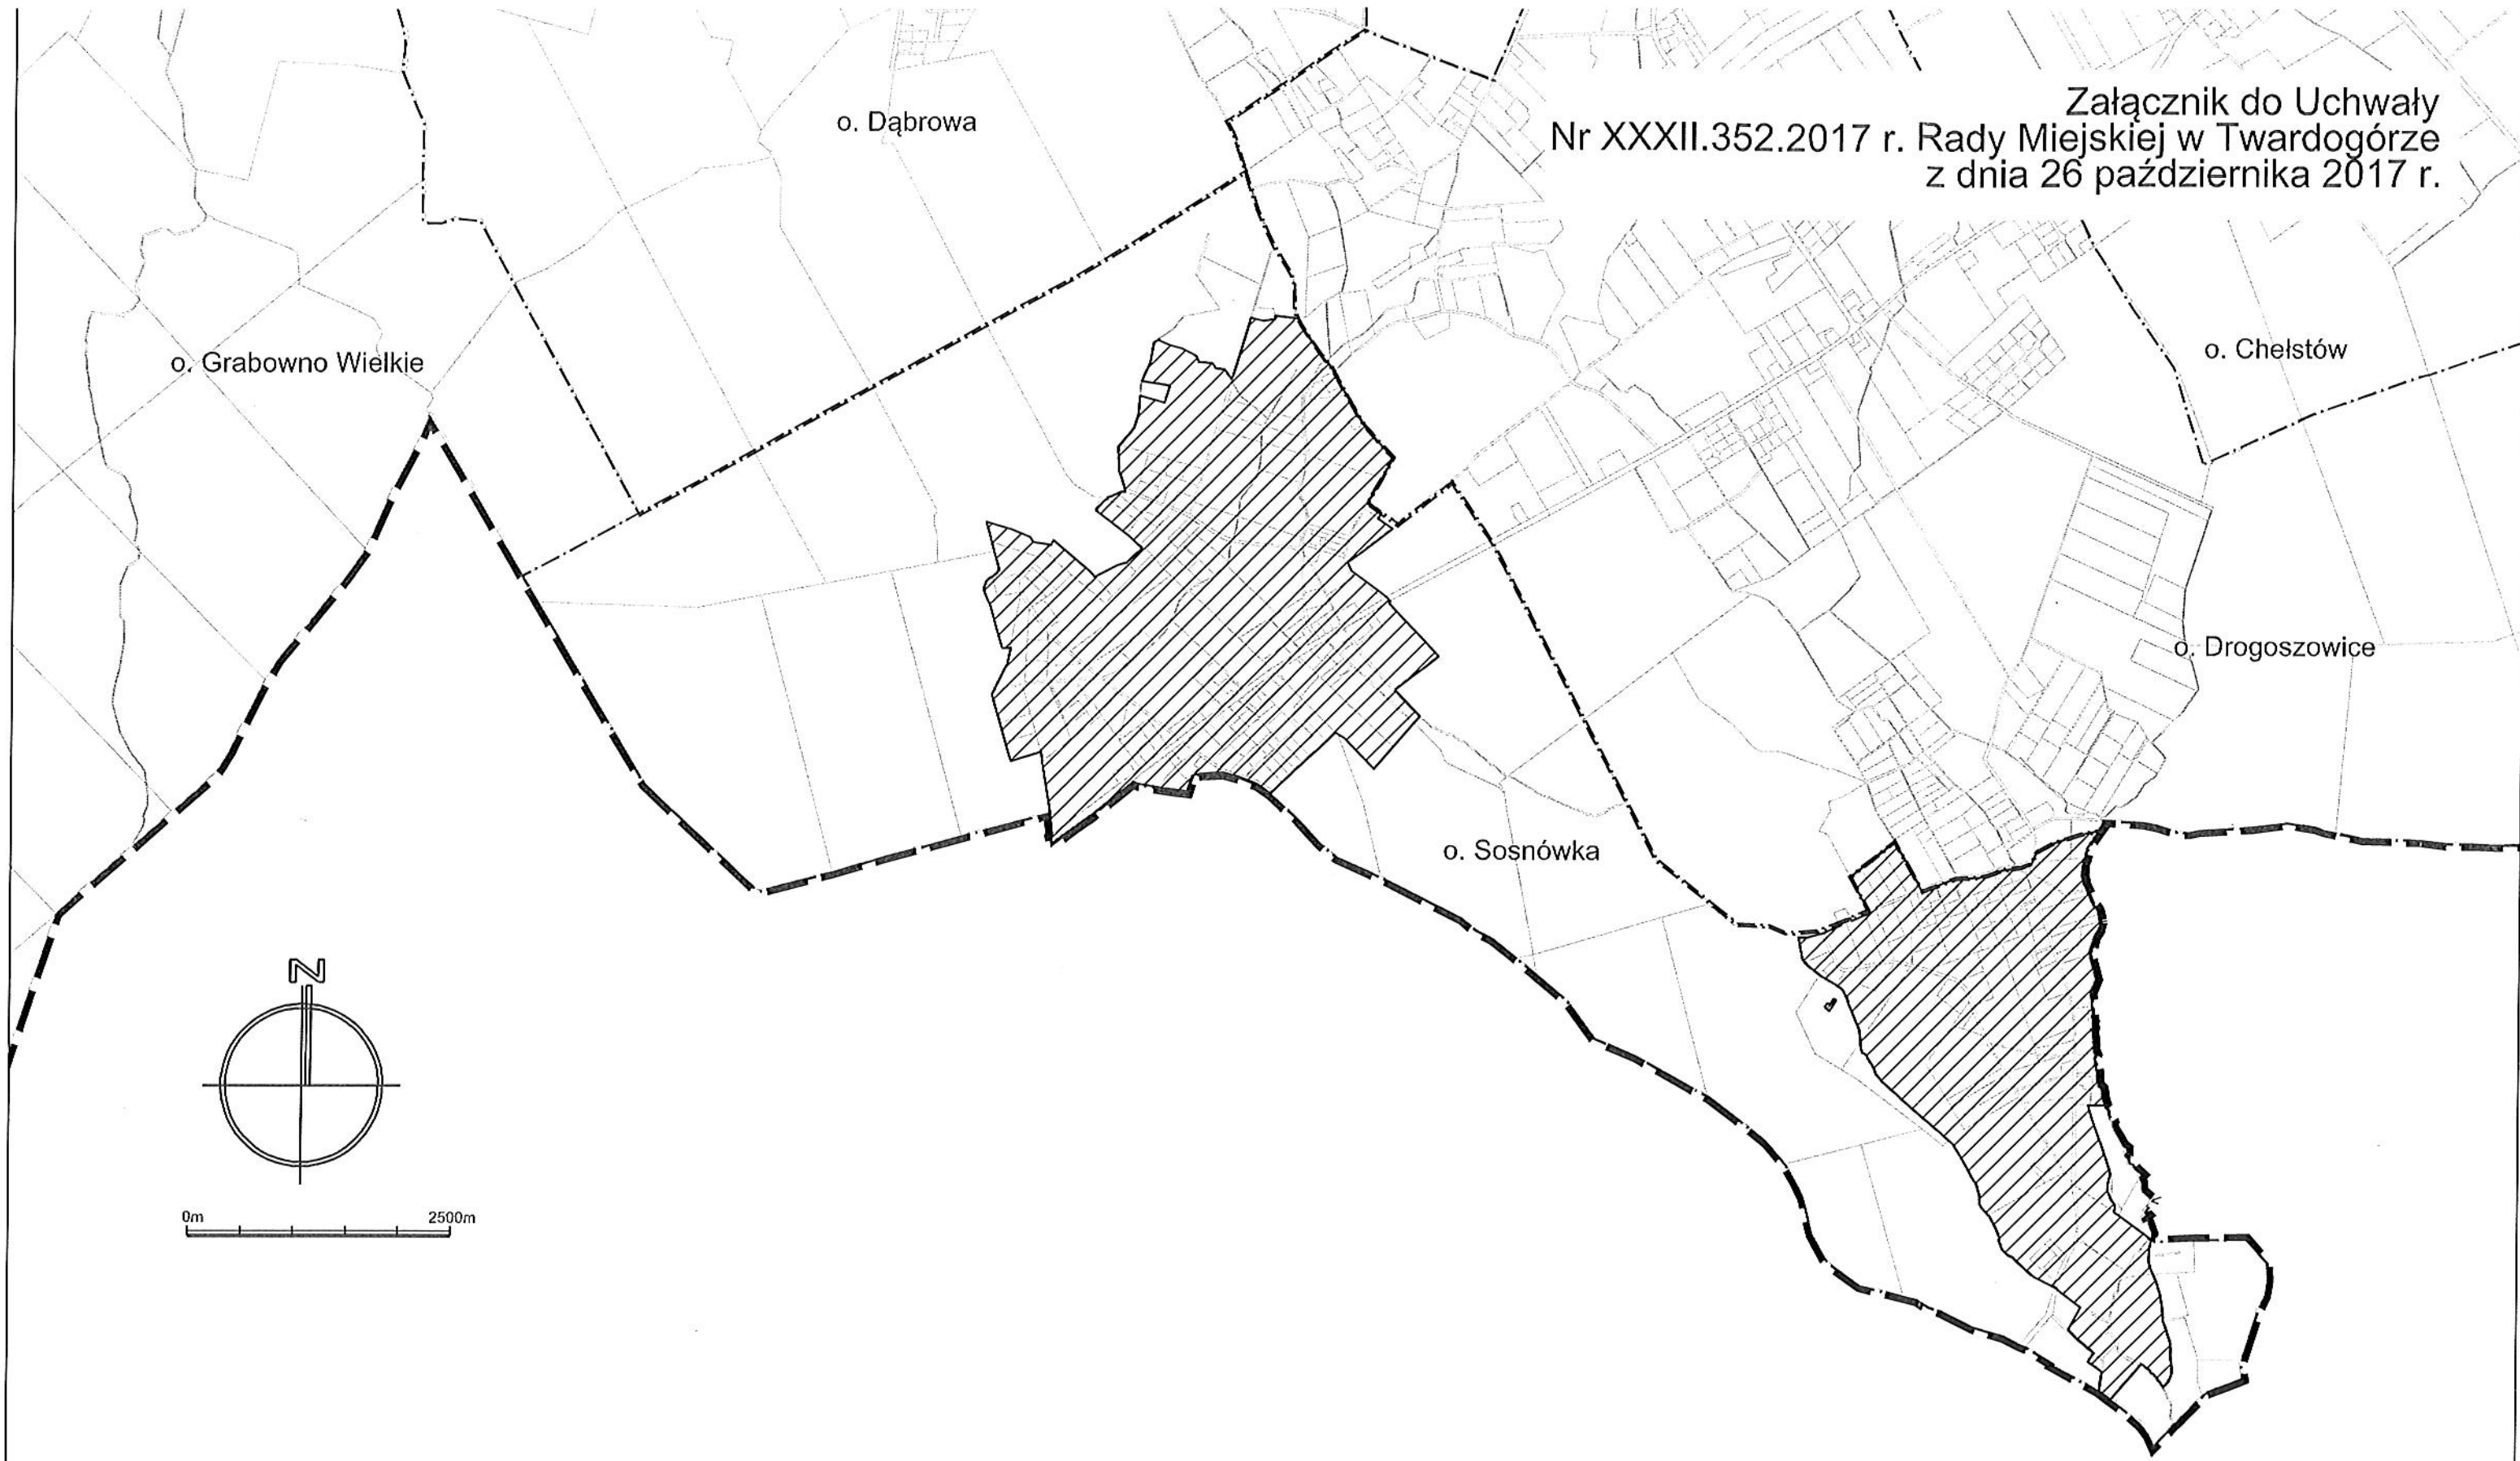 Załącznik do Uchwały
Nr XXXII.352.2017 r. Rady Miejskiej w Twardogórze
z dnia 26 października 2017 r.
o. Dąbrowa
o. Grabowno Wielkie
o. Chełstów
o. Drogoszowice
o. Sosnówka
N
0m 2500m